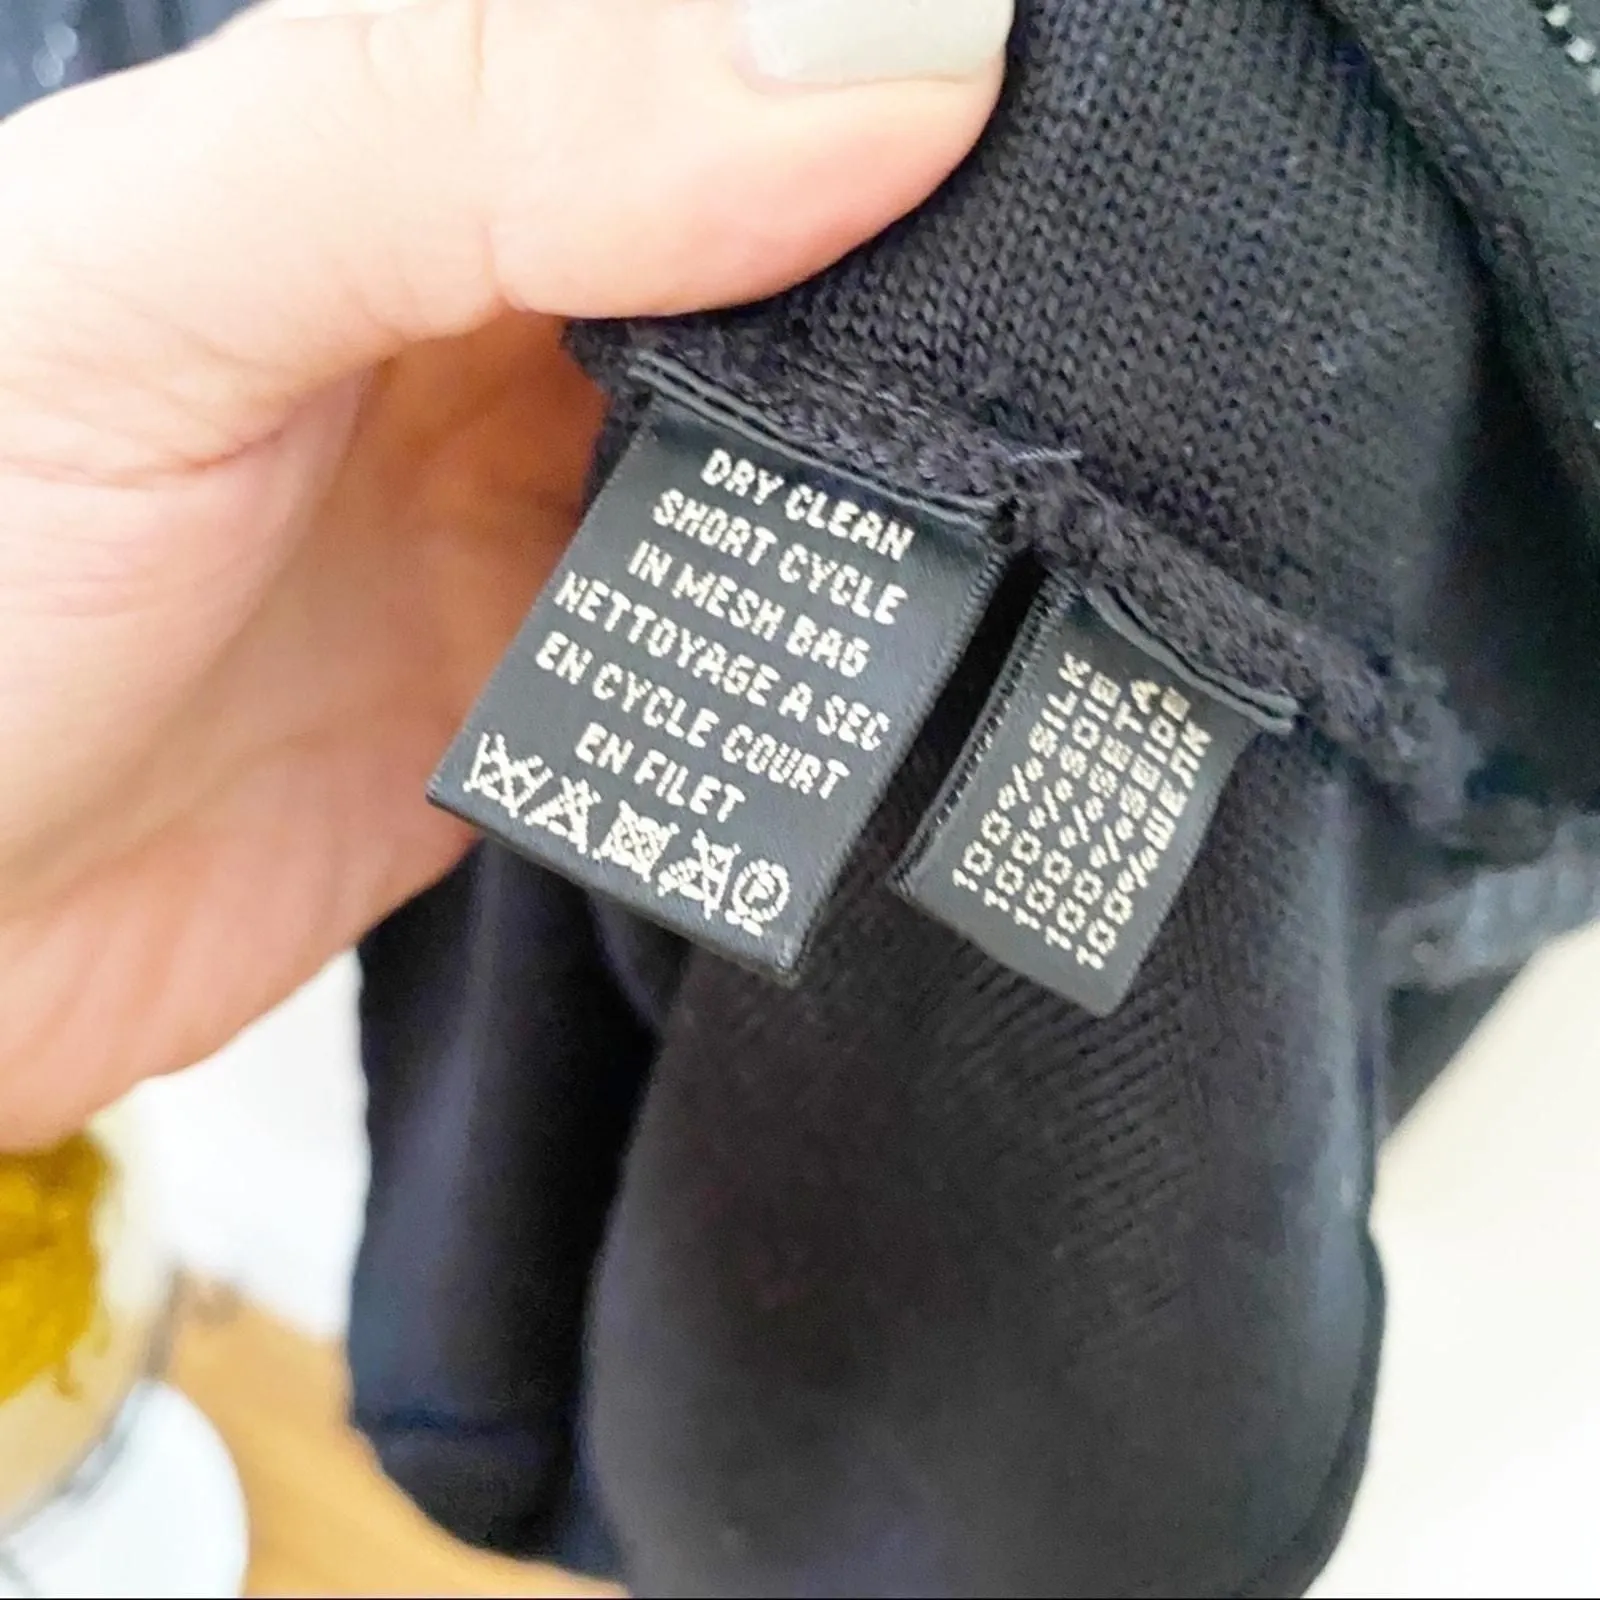 DRY CLEAN
SHORT CYCLE
IN MESH BAG
NETTOYAGE A SEC
EN CYCLE COURT
EN FILET
P
100% SILK
100% SOIE
100% SETA
100% SEIDE
100%